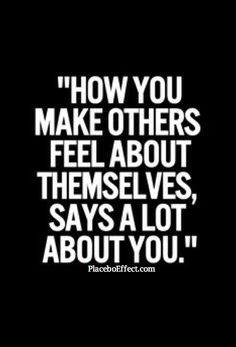 "HOW YOU
MAKE OTHERS
FEEL ABOUT
THEMSELVES,
SAYS A LOT
ABOUT YOU."
PlaceboEffect.com